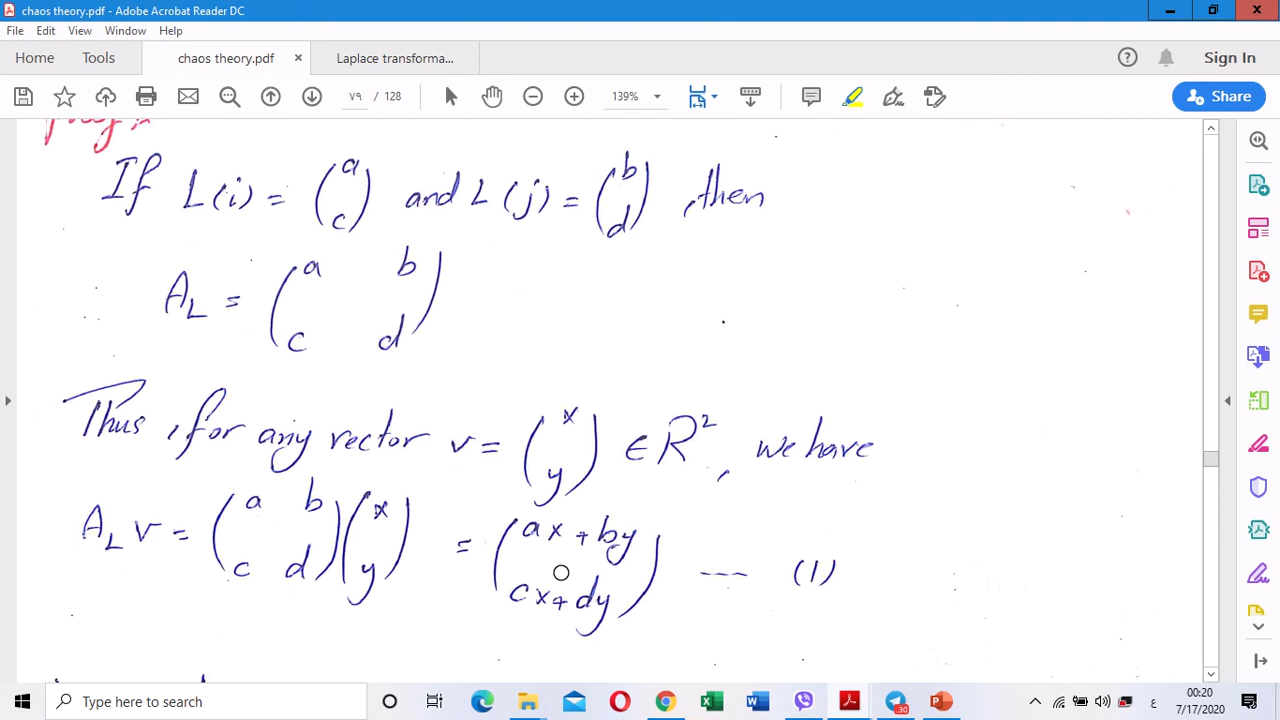 chaos theory.pdf - Adobe Acrobat Reader DC
File Edit View Window Help
Home Tools chaos theory.pdf × Laplace transforma... Sign In
٧٩ / 128 139% Share
If L(i) = (a c) and L(j) = (b d) , then
A_L = (a b
c d)
Thus , for any vector v = (x y) ∈ R², we have
A_L v = (a b c d)(x y) = (ax + by cx + dy) --- (1)
Type here to search
ع 00:20
7/17/2020
30